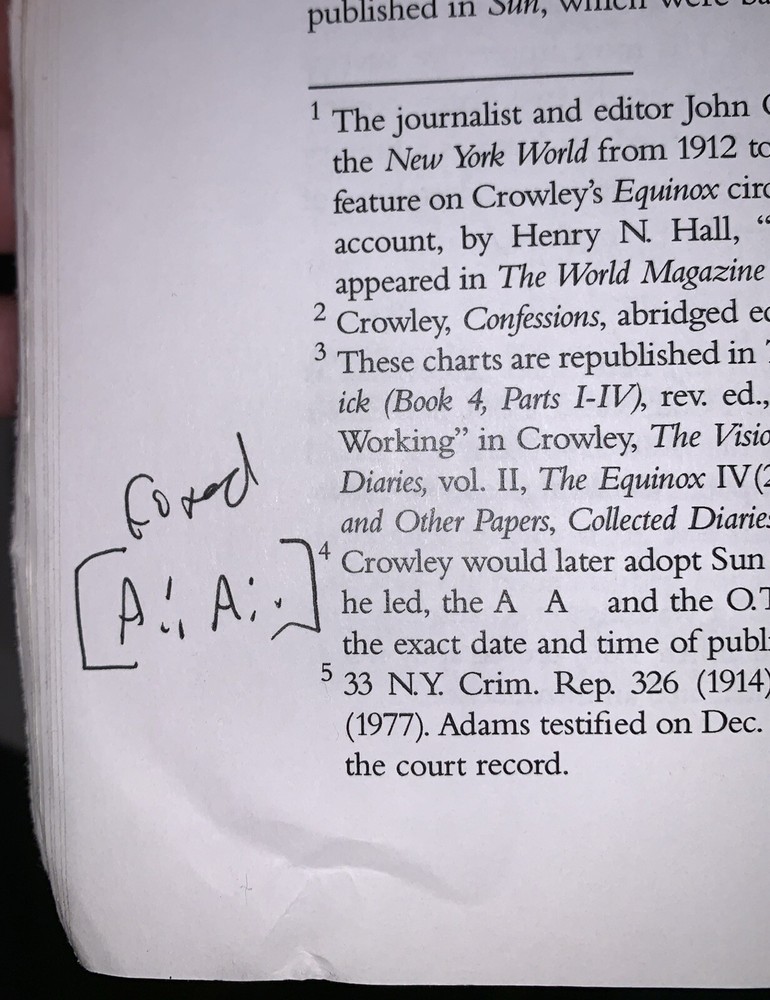 published in Sun, which were ba
1 The journalist and editor John C
the New York World from 1912 to
feature on Crowley's Equinox circ
account, by Henry N. Hall, “
appeared in The World Magazine
2 Crowley, Confessions, abridged ed
3 These charts are republished in
ick (Book 4, Parts I-IV), rev. ed.,
Working” in Crowley, The Visio
Diaries, vol. II, The Equinox IV(2
and Other Papers, Collected Diaries
4 Crowley would later adopt Sun
he led, the A A and the O.T
the exact date and time of publ
5 33 N.Y. Crim. Rep. 326 (1914)
(1977). Adams testified on Dec.
the court record.
[A∴ A∴]